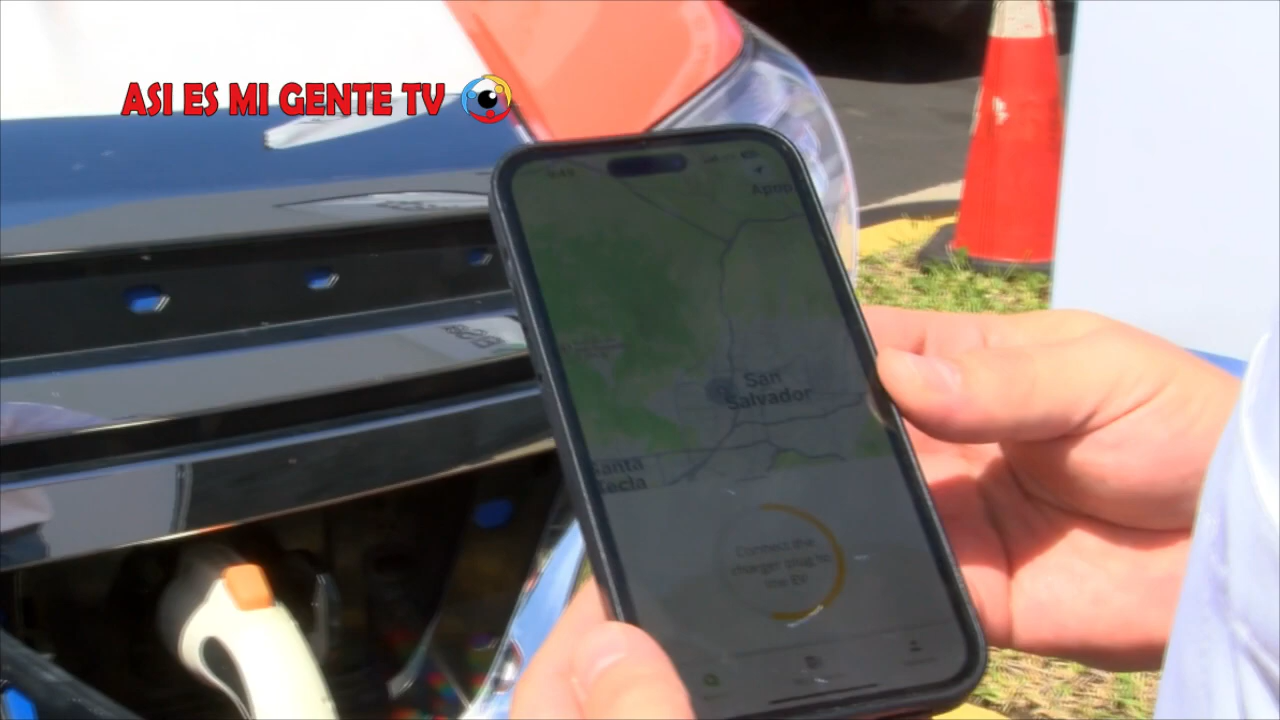 ASI ES MI GENTE TV
Apop
San
Salvador
Santa
Tecla
Connect the
charger plug to
the EV